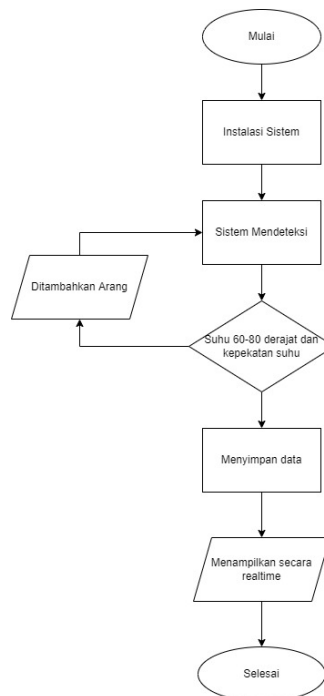 Mulai
Instalasi Sistem
Sistem Mendeteksi
Ditambahkan Arang
Suhu 60-80 derajat dan
kepekatan suhu
Menyimpan data
Menampilkan secara
realtime
Selesai